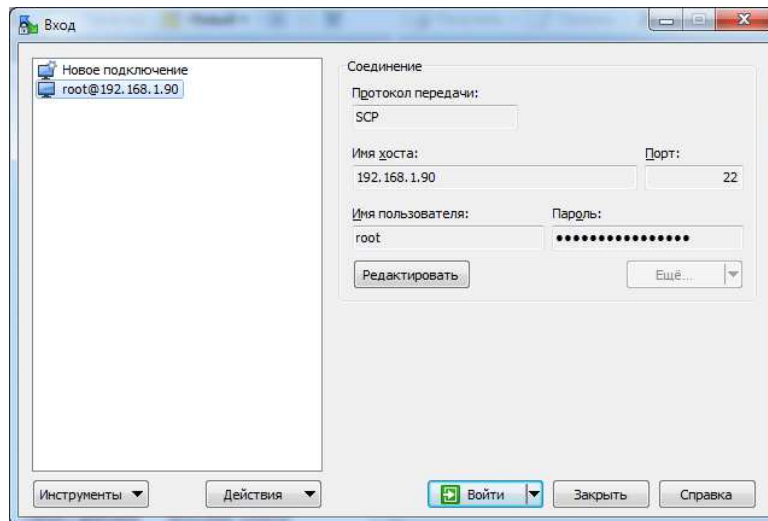 Вход
Новое подключение
root@192.168.1.90
Соединение
Протокол передачи:
SCP
Имя хоста: Порт:
192.168.1.90 22
Имя пользователя: Пароль:
root ••••••••••••••••
Редактировать Ещё...
Инструменты Действия Войти Закрыть Справка